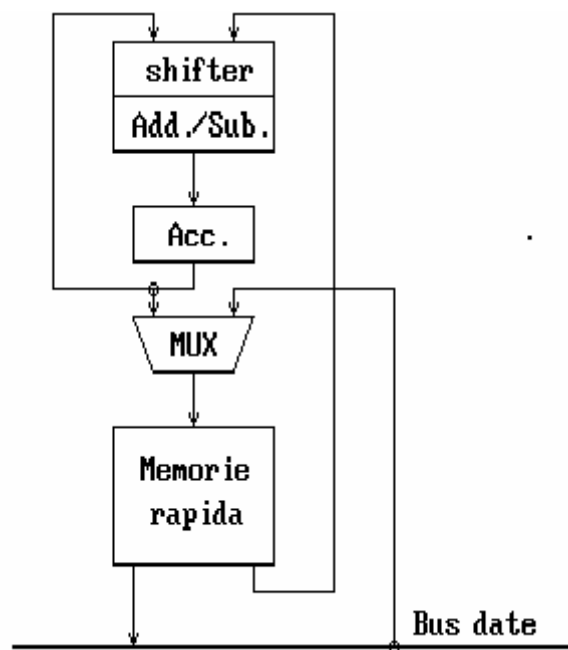 shifter
Add./Sub.
Acc.
MUX
Memorie
rapida
Bus date